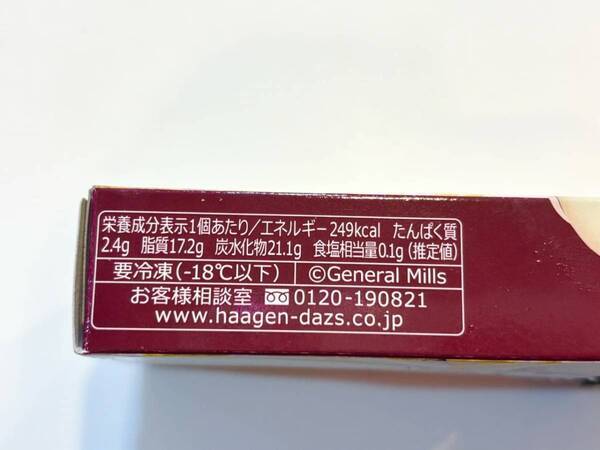 栄養成分表示1個あたり／エネルギー249kcal たんぱく質
2.4g 脂質17.2g 炭水化物21.1g 食塩相当量0.1g（推定値）
要冷凍(-18℃以下) ©General Mills
お客様相談室 0120-190821
www.haagen-dazs.co.jp